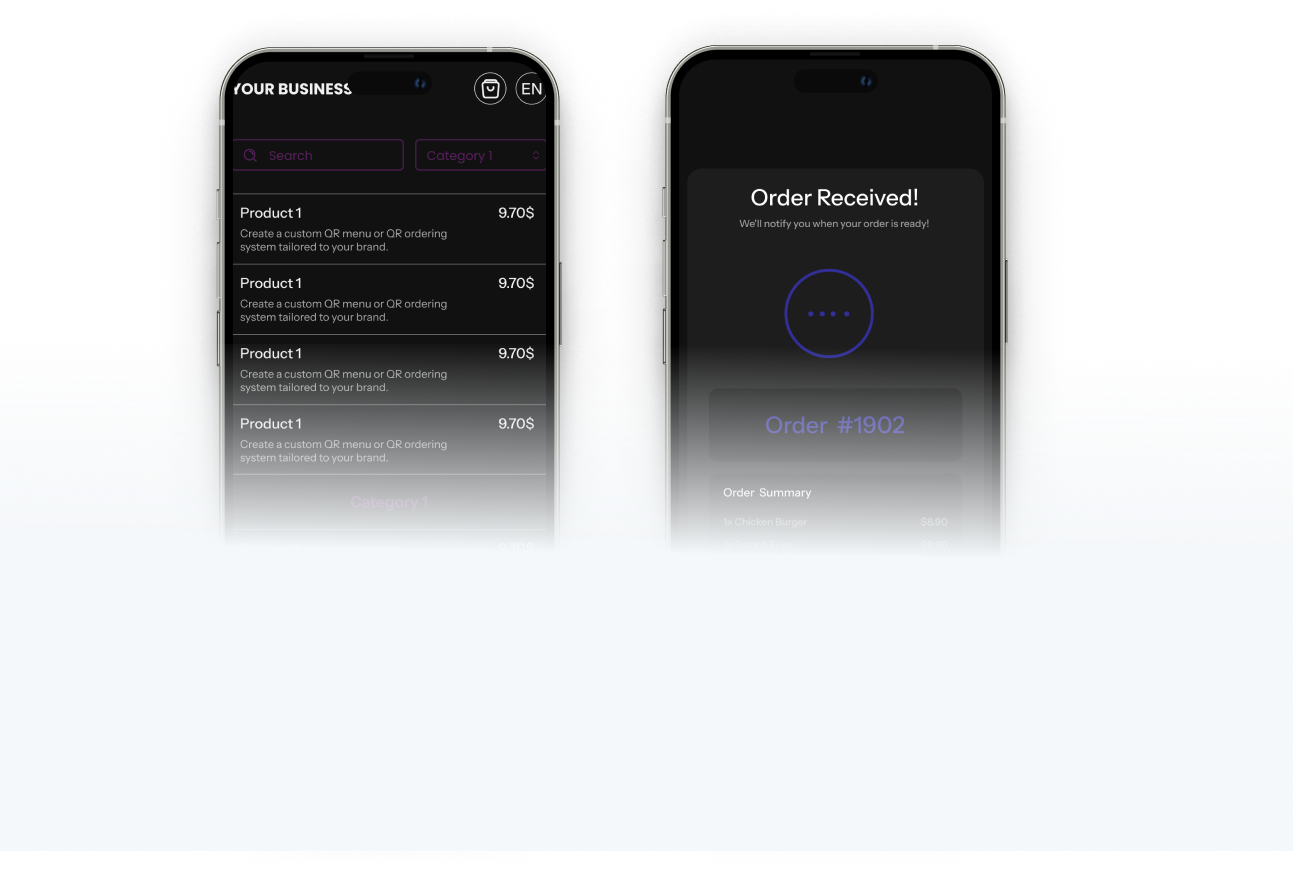 YOUR BUSINESS
EN
Search
Category 1
Product 1
9.70$
Create a custom QR menu or QR ordering
system tailored to your brand.
Product 1
9.70$
Create a custom QR menu or QR ordering
system tailored to your brand.
Product 1
9.70$
Create a custom QR menu or QR ordering
system tailored to your brand.
Product 1
9.70$
Create a custom QR menu or QR ordering
system tailored to your brand.
Category 1
9.70$
Order Received!
We'll notify you when your order is ready!
Order #1902
Order Summary
1x Chicken Burger
$8.90